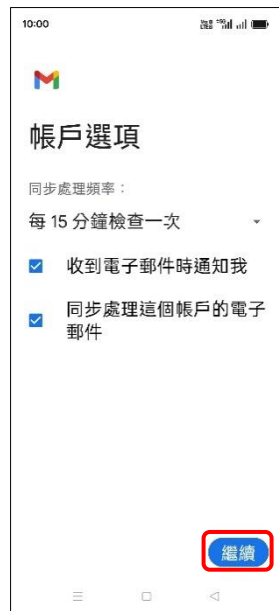 10:00
帳戶選項
同步處理頻率：
每 15 分鐘檢查一次
收到電子郵件時通知我
同步處理這個帳戶的電子
郵件
繼續